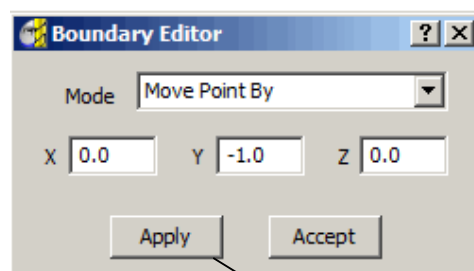 Boundary Editor ? X
Mode Move Point By
X 0.0 Y -1.0 Z 0.0
Apply Accept